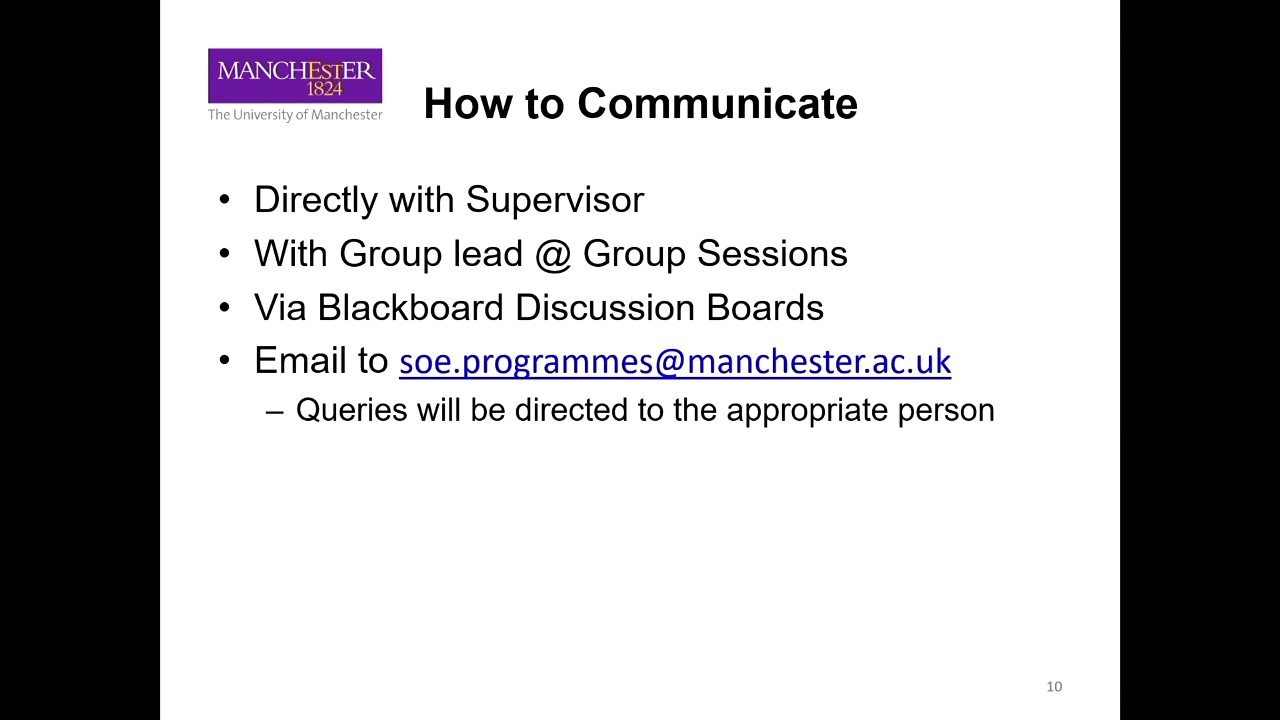 MANCHESTER
1824
The University of Manchester
How to Communicate
• Directly with Supervisor
• With Group lead @ Group Sessions
• Via Blackboard Discussion Boards
• Email to soe.programmes@manchester.ac.uk
– Queries will be directed to the appropriate person
10